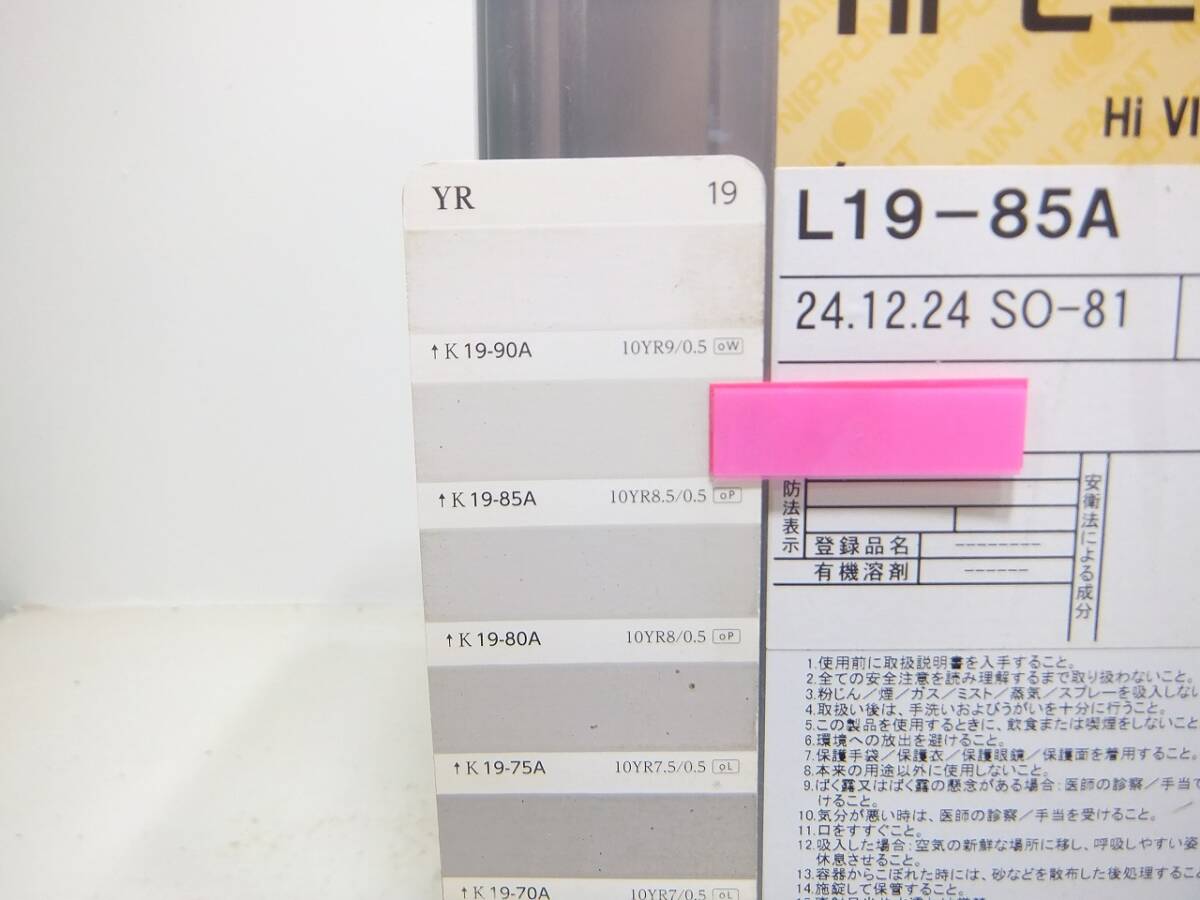 YR 19
↑K 19-90A 10YR9/0.5 oW
↑K 19-85A 10YR8.5/0.5 oP
↑K 19-80A 10YR8/0.5 oP
↑K 19-75A 10YR7.5/0.5 oL
↑K 19-70A 10YR7/0.5 oL
NIPPON PAINT
NIPPON
PAINT
Hi ビニ
Hi VI
L19-85A
24.12.24 SO-81
防法表示
登録品名 --------
有機溶剤 ------
安衛法による成分
1.使用前に取扱説明書を入手すること。
2.全ての安全注意を読み理解するまで取り扱わないこと。
3.粉じん／煙／ガス／ミスト／蒸気／スプレーを吸入しない
4.取扱い後は、手洗いおよびうがいを十分に行うこと。
5.この製品を使用するときに、飲食または喫煙をしないこと
6.環境への放出を避けること。
7.保護手袋／保護衣／保護眼鏡／保護面を着用すること。
8.本来の用途以外に使用しないこと。
9.ばく露又はばく露の懸念がある場合：医師の診察／手当て
けること。
10.気分が悪い時は、医師の診察／手当を受けること。
11.口をすすぐこと。
12.吸入した場合：空気の新鮮な場所に移し、呼吸しやすい姿
休息させること。
13.容器からこぼれた時には、砂などを散布した後処理すること
14.施錠して保管すること。